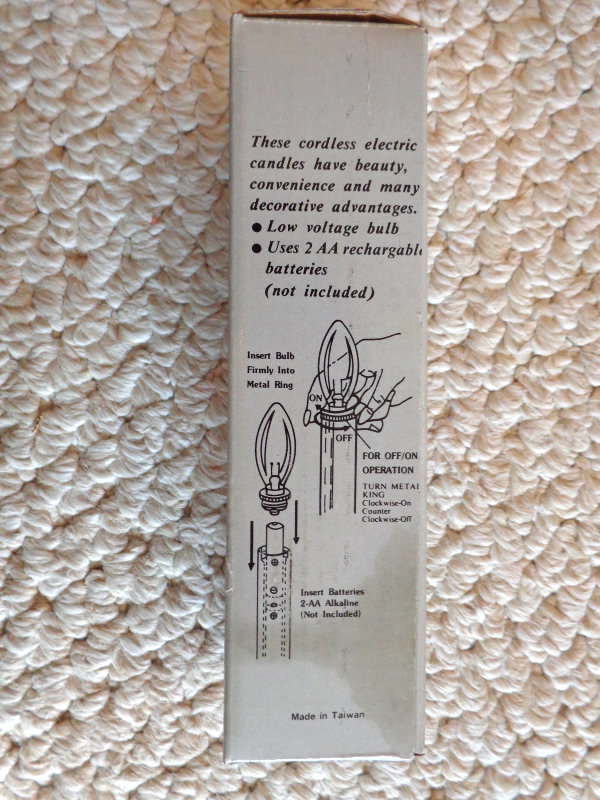 These cordless electric
candles have beauty,
convenience and many
decorative advantages.
● Low voltage bulb
● Uses 2 AA rechargabl
batteries
(not included)
Insert Bulb
Firmly Into
Metal Ring
ON
OFF
FOR OFF/ON
OPERATION
TURN METAI
KING
Clockwise-On
Counter
Clockwise-Off
Insert Batteries
2-AA Alkaline
(Not Included)
Made in Taiwan